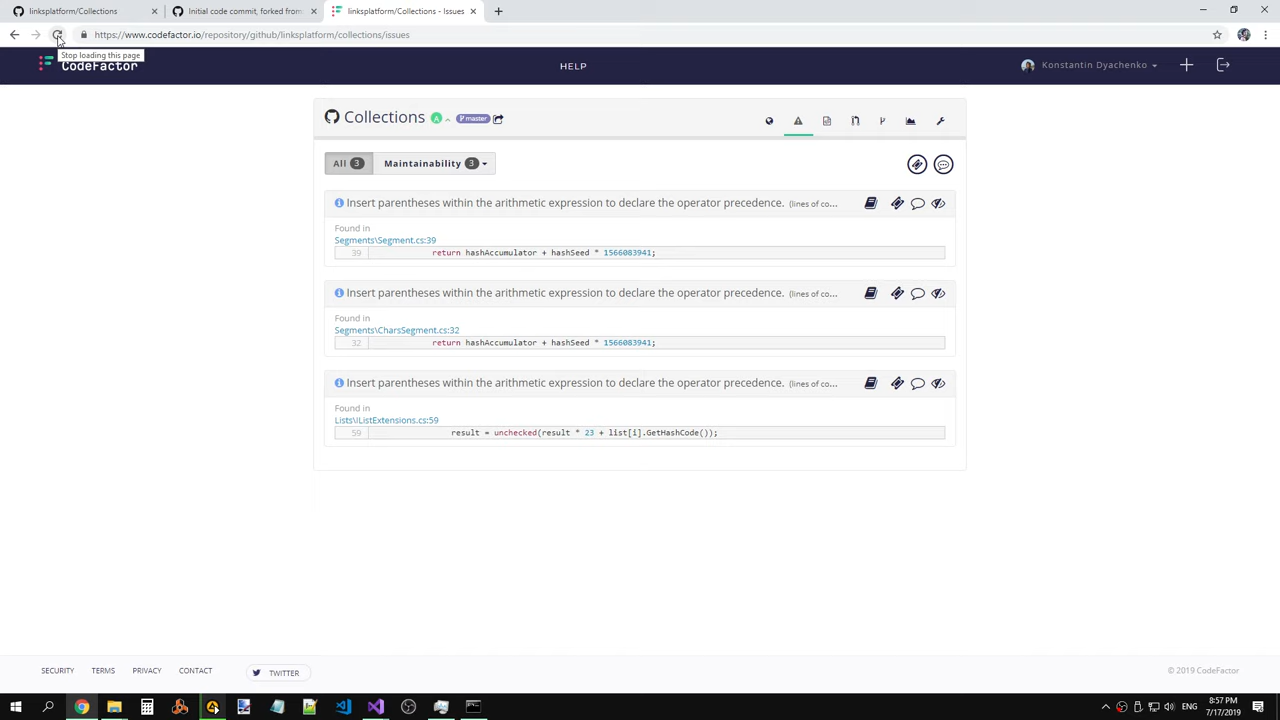 linksplatform/Collections
Initial code commit, forked from
linksplatform/Collections - Issues
https://www.codefactor.io/repository/github/linksplatform/collections/issues
Stop loading this page
CodeFactor
HELP
Konstantin Dyachenko
Collections A master
All 3
Maintainability 3
Insert parentheses within the arithmetic expression to declare the operator precedence. (lines of co...
Found in
Segments\Segment.cs:39
39 return hashAccumulator + hashSeed * 1566083941;
Insert parentheses within the arithmetic expression to declare the operator precedence. (lines of co...
Found in
Segments\CharsSegment.cs:32
32 return hashAccumulator + hashSeed * 1566083941;
Insert parentheses within the arithmetic expression to declare the operator precedence. (lines of co...
Found in
Lists\IListExtensions.cs:59
59 result = unchecked(result * 23 + list[i].GetHashCode());
SECURITY TERMS PRIVACY CONTACT TWITTER
© 2019 CodeFactor
ENG
8:57 PM
7/17/2019